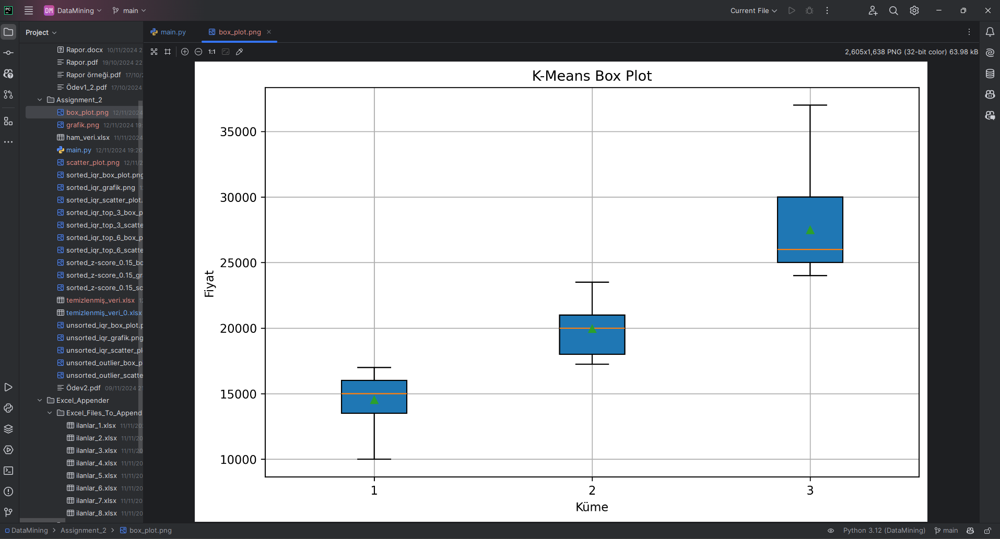 PC
DM DataMining main
Current File
Project
main.py
box_plot.png
1:1
2,605x1,638 PNG (32-bit color) 63.98 kB
Rapor.docx 10/11/2024 2
Rapor.pdf 19/10/2024 22
Rapor örneği.pdf 17/10/
Ödev1_2.pdf 17/10/2024
Assignment_2
box_plot.png 12/11/2024
grafik.png 12/11/2024 19:
ham_veri.xlsx 11/11/2024
main.py 12/11/2024 19:20
scatter_plot.png 12/11/2
sorted_iqr_box_plot.png
sorted_iqr_grafik.png 1
sorted_iqr_scatter_plot.
sorted_iqr_top_3_box_p
sorted_iqr_top_3_scatte
sorted_iqr_top_6_box_p
sorted_iqr_top_6_scatte
sorted_z-score_0.15_bo
sorted_z-score_0.15_gr
sorted_z-score_0.15_sc
temizlenmiş_veri.xlsx 12
temizlenmiş_veri_0.xlsx
unsorted_iqr_box_plot.p
unsorted_iqr_grafik.png
unsorted_iqr_scatter_pl
unsorted_outlier_box_p
unsorted_outlier_scatte
Ödev2.pdf 09/11/2024 2
Excel_Appender
Excel_Files_To_Append
ilanlar_1.xlsx 11/11/20
ilanlar_2.xlsx 11/11/20
ilanlar_3.xlsx 11/11/20
ilanlar_4.xlsx 11/11/20
ilanlar_5.xlsx 11/11/20
ilanlar_6.xlsx 11/11/20
ilanlar_7.xlsx 11/11/20
ilanlar_8.xlsx 11/11/20
K-Means Box Plot
Fiyat
35000
30000
25000
20000
15000
10000
1 2 3
Küme
DataMining > Assignment_2 > box_plot.png
Python 3.12 (DataMining) main